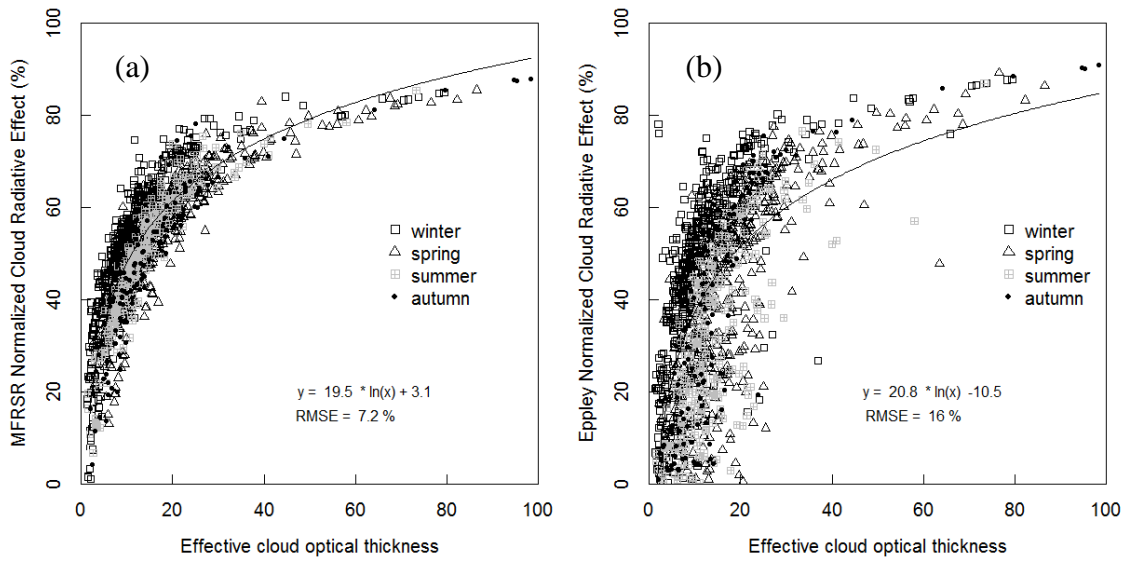 (a)
MFRSR Normalized Cloud Radiative Effect (%)
100
80
60
40
20
0
winter
spring
summer
autumn
y = 19.5 * ln(x) + 3.1
RMSE = 7.2 %
0 20 40 60 80 100
Effective cloud optical thickness
(b)
Eppley Normalized Cloud Radiative Effect (%)
100
80
60
40
20
0
winter
spring
summer
autumn
y = 20.8 * ln(x) -10.5
RMSE = 16 %
0 20 40 60 80 100
Effective cloud optical thickness